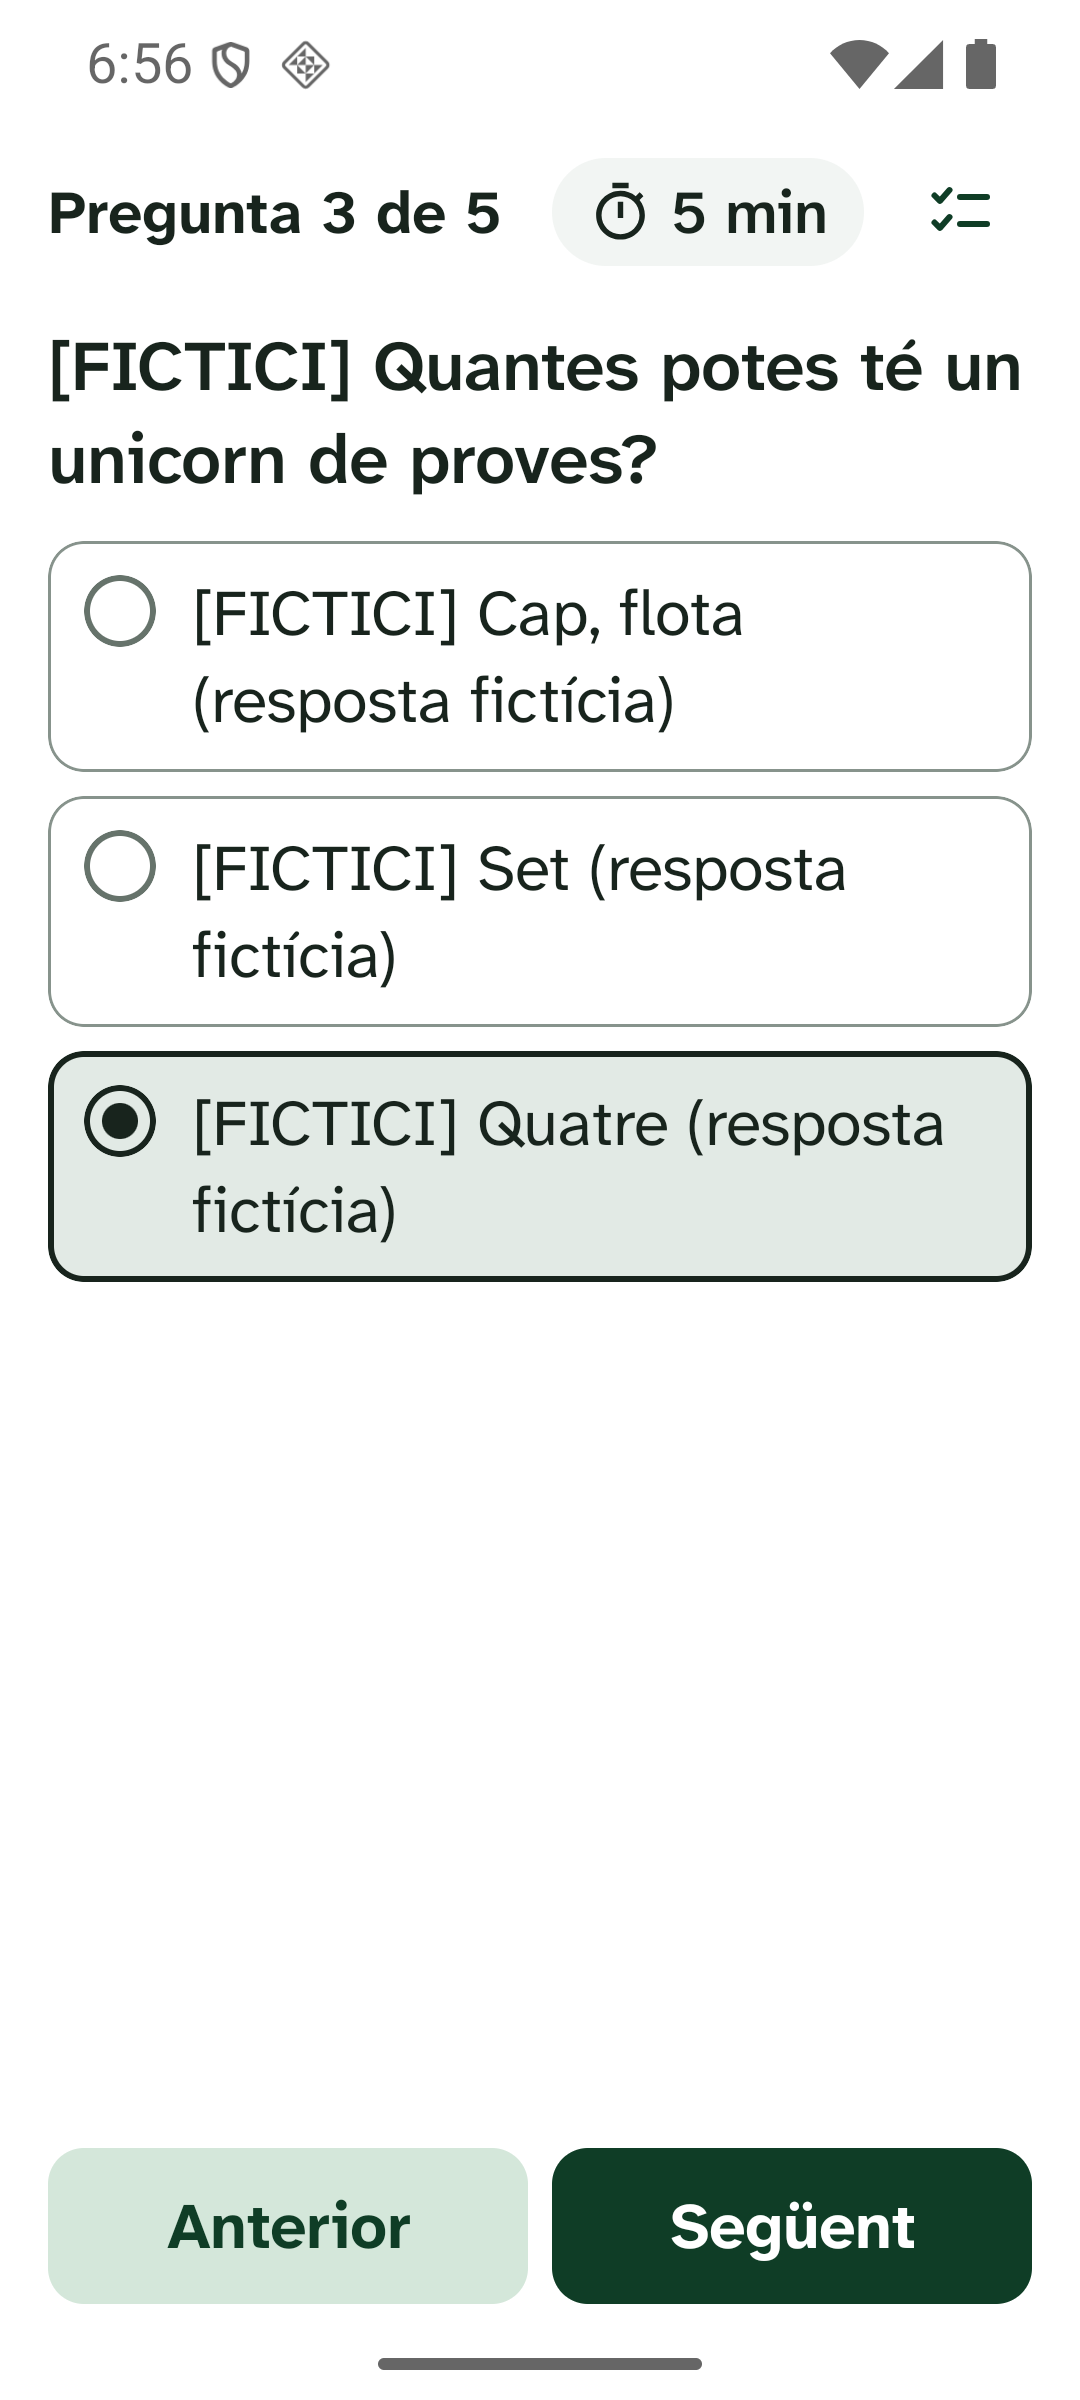 6:56
Pregunta 3 de 5
5 min
[FICTICI] Quantes potes té un
unicorn de proves?
[FICTICI] Cap, flota
(resposta fictícia)
[FICTICI] Set (resposta
fictícia)
[FICTICI] Quatre (resposta
fictícia)
Anterior
Següent